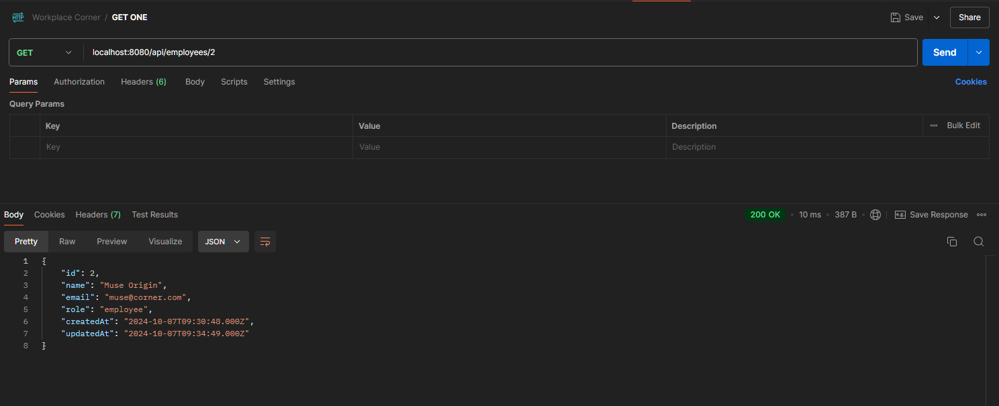 HTTP Workplace Corner / GET ONE Save Share
GET localhost:8080/api/employees/2 Send
Params Authorization Headers (6) Body Scripts Settings Cookies
Query Params
Key Value Description ••• Bulk Edit
Key Value Description
Body Cookies Headers (7) Test Results 200 OK • 10 ms • 387 B • e.g. Save Response •••
Pretty Raw Preview Visualize JSON
1 {
2 "id": 2,
3 "name": "Muse Origin",
4 "email": "muse@corner.com",
5 "role": "employee",
6 "createdAt": "2024-10-07T09:30:48.000Z",
7 "updatedAt": "2024-10-07T09:34:49.000Z"
8 }